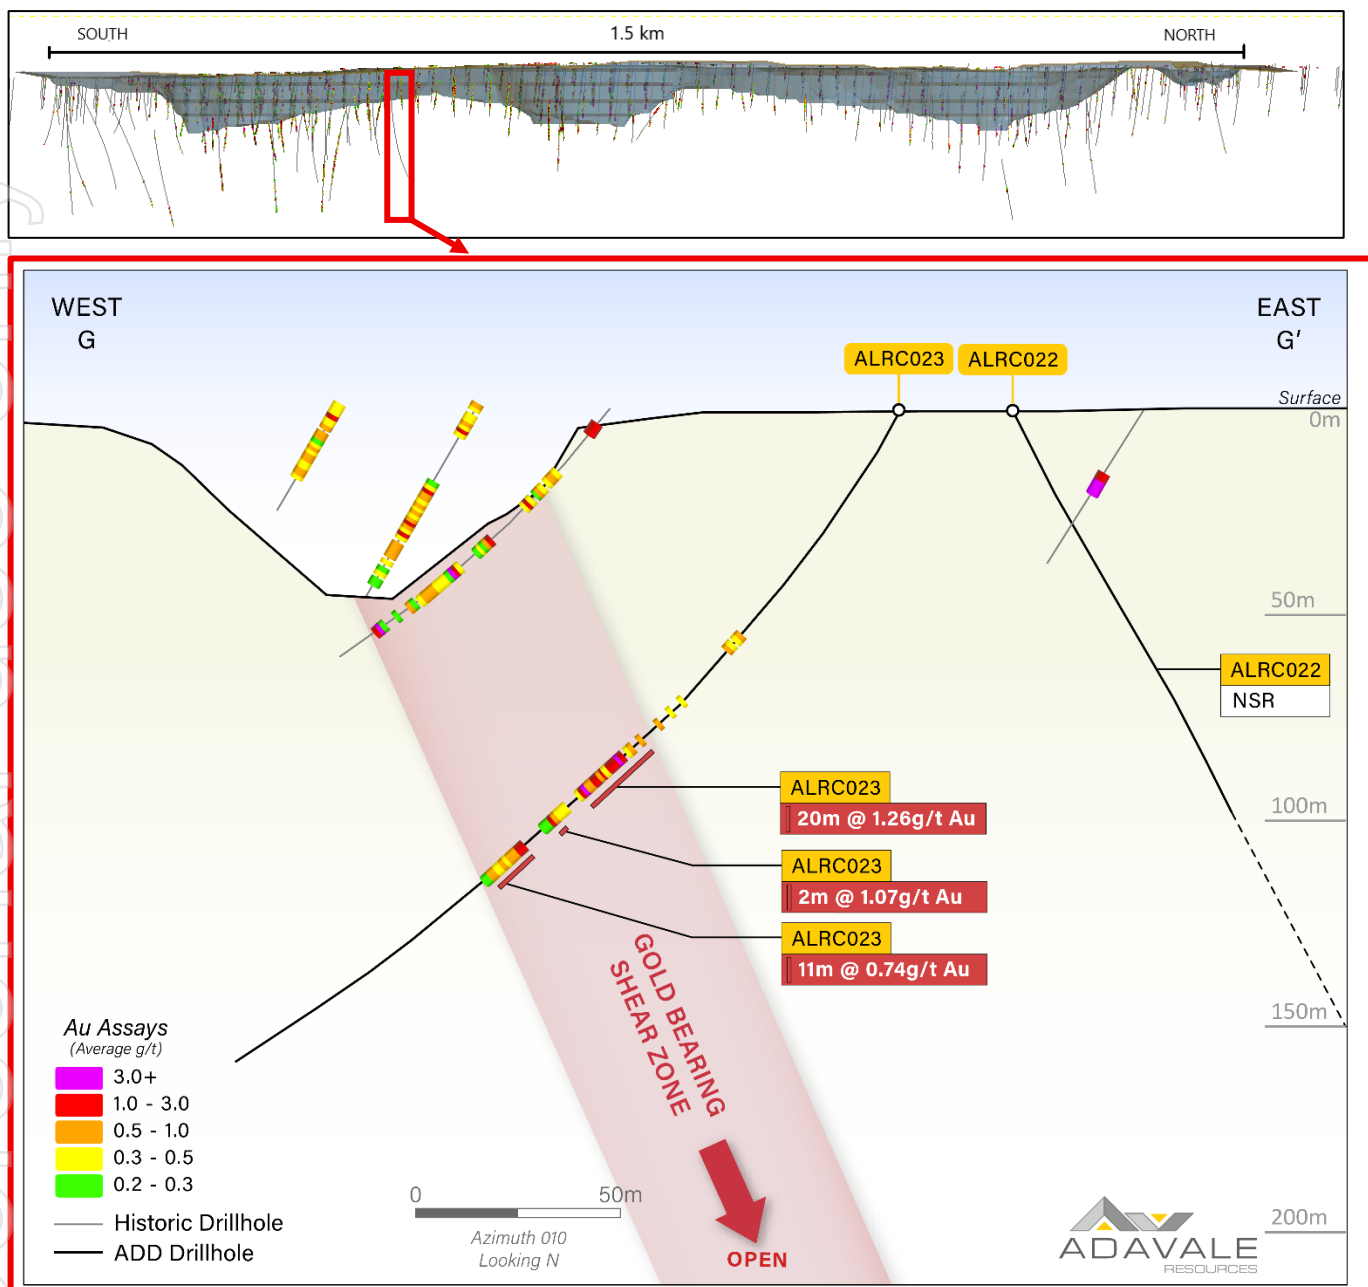 SOUTH
1.5 km
NORTH
WEST
G
EAST
G'
ALRC023
ALRC022
Surface
0m
50m
ALRC022
NSR
ALRC023
20m @ 1.26g/t Au
100m
ALRC023
2m @ 1.07g/t Au
ALRC023
11m @ 0.74g/t Au
GOLD BEARING
SHEAR ZONE
150m
Au Assays
(Average g/t)
3.0+
1.0 - 3.0
0.5 - 1.0
0.3 - 0.5
0.2 - 0.3
Historic Drillhole
ADD Drillhole
0
50m
Azimuth 010
Looking N
OPEN
200m
ADAVALE
RESOURCES